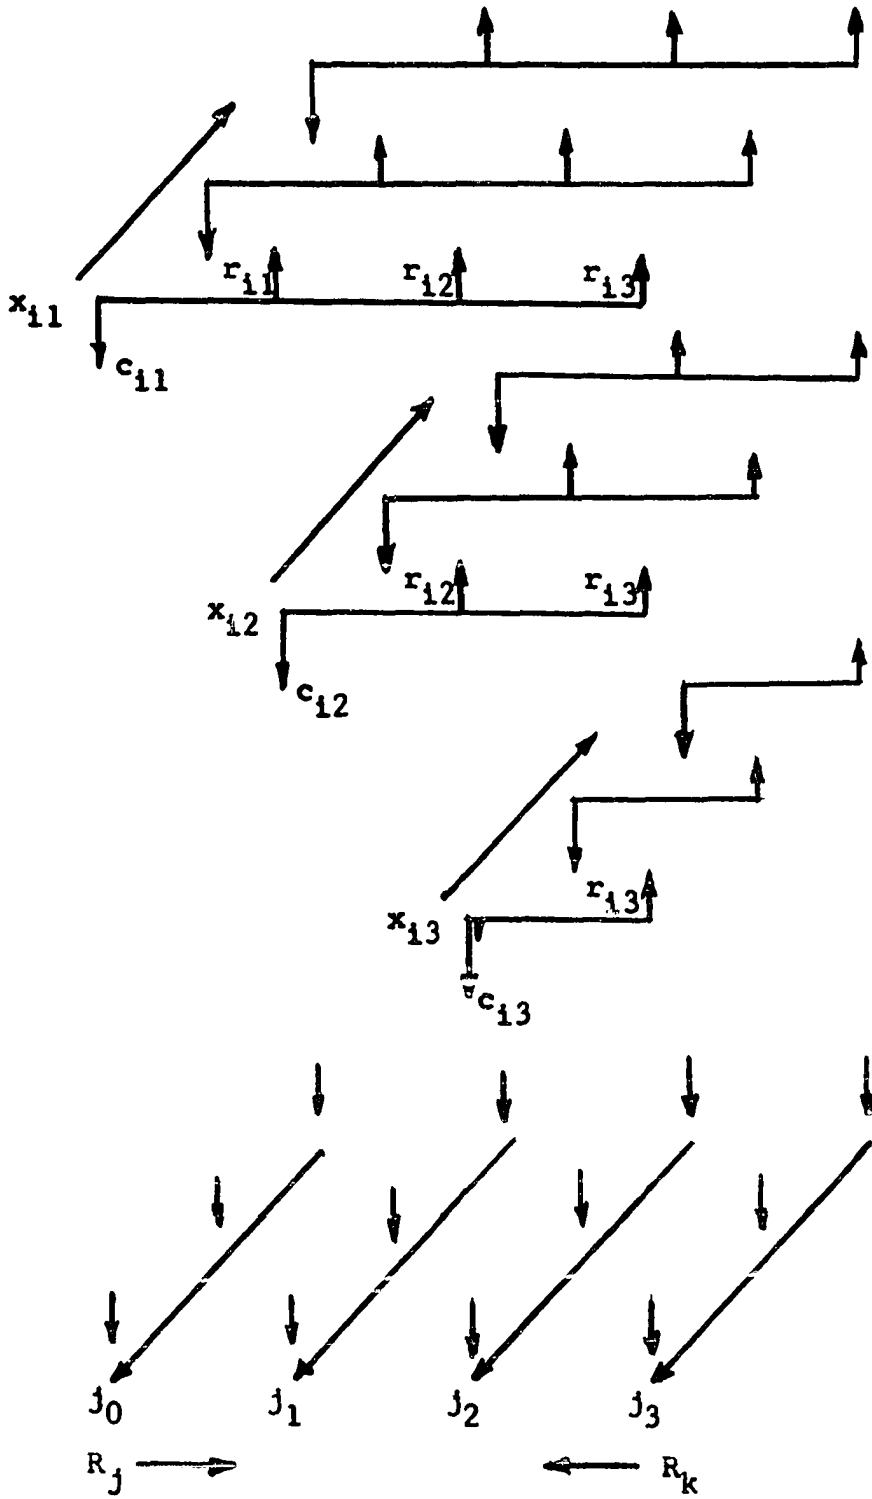 r_{i1} r_{i2} r_{i3}
x_{i1}
c_{i1}
r_{i2} r_{i3}
x_{i2}
c_{i2}
r_{i3}
x_{i3}
c_{i3}
j_0 j_1 j_2 j_3
R_j R_k